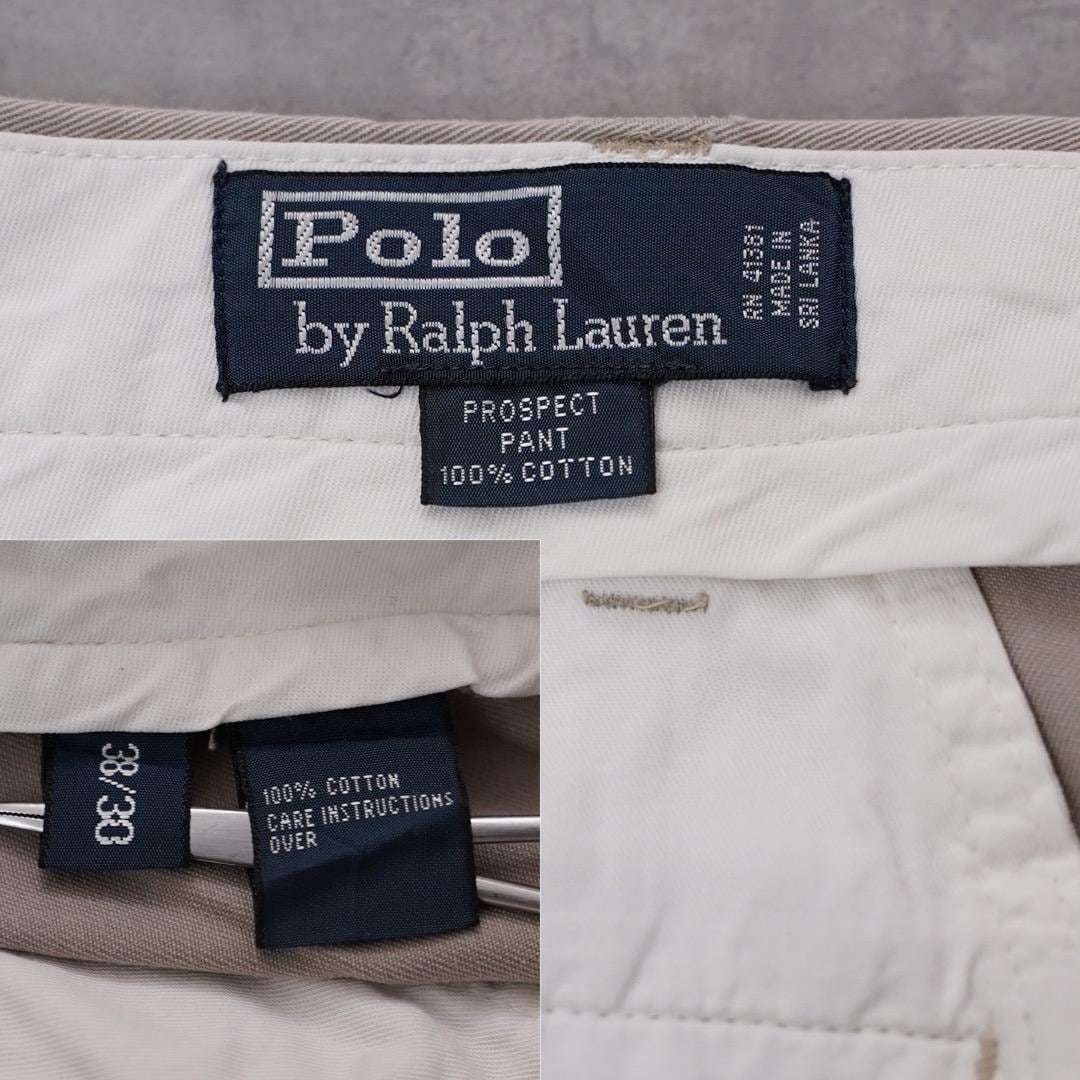 Polo
by Ralph Lauren
RN 41381
MADE IN
SRI LANKA
PROSPECT
PANT
100% COTTON
38/30
100% COTTON
CARE INSTRUCTIONS
OVER